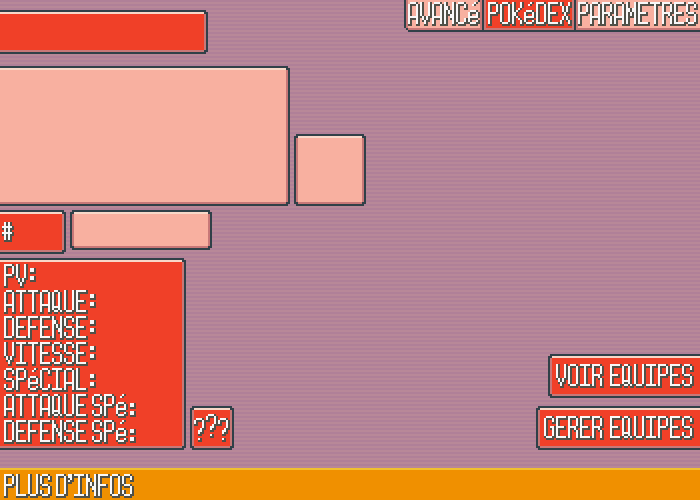 AVANCé POKéDEX PARAMETRES
#
PV:
ATTAQUE:
DEFENSE:
VITESSE:
SPéCIAL:
ATTAQUE SPé:
DEFENSE SPé:
???
VOIR EQUIPES
GERER EQUIPES
PLUS D'INFOS